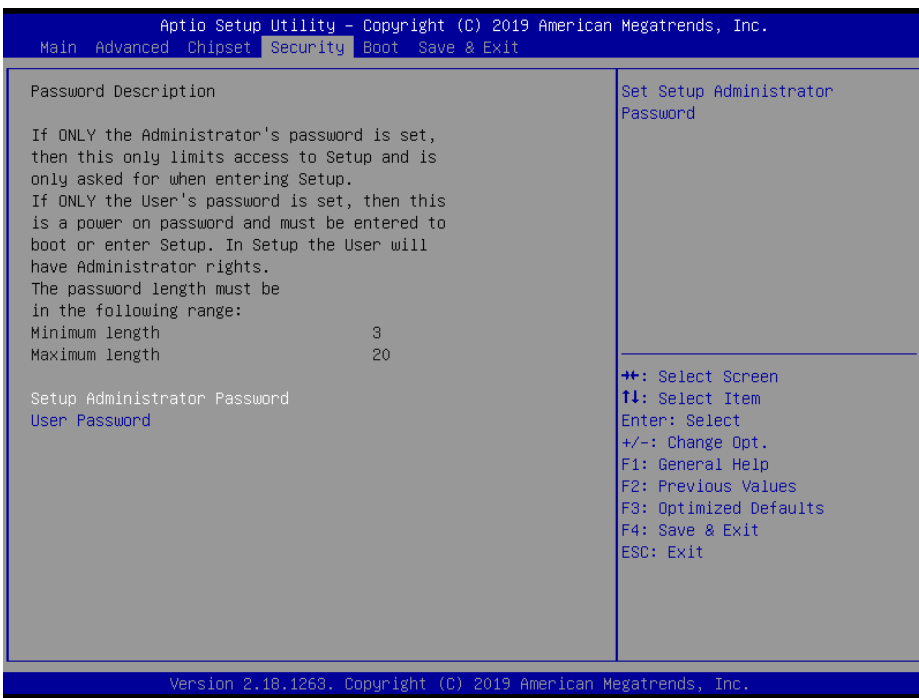 Aptio Setup Utility – Copyright (C) 2019 American Megatrends, Inc.
Main Advanced Chipset Security Boot Save & Exit
Password Description
If ONLY the Administrator's password is set,
then this only limits access to Setup and is
only asked for when entering Setup.
If ONLY the User's password is set, then this
is a power on password and must be entered to
boot or enter Setup. In Setup the User will
have Administrator rights.
The password length must be
in the following range:
Minimum length 3
Maximum length 20
Setup Administrator Password
User Password
Set Setup Administrator
Password
→←: Select Screen
↑↓: Select Item
Enter: Select
+/-: Change Opt.
F1: General Help
F2: Previous Values
F3: Optimized Defaults
F4: Save & Exit
ESC: Exit
Version 2.18.1263. Copyright (C) 2019 American Megatrends, Inc.